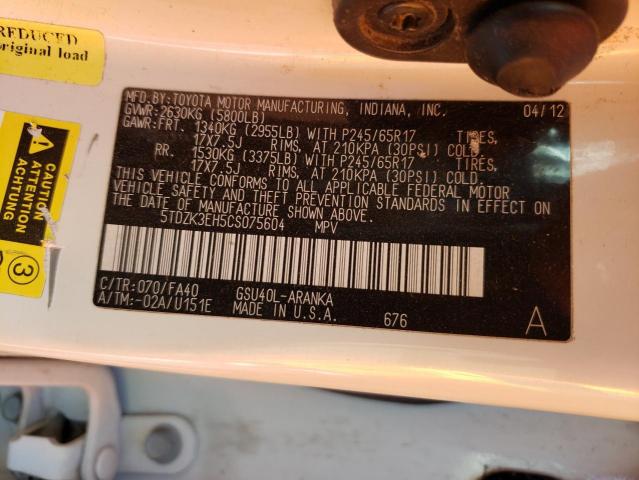 REDUCED
original load
MFD.BY:TOYOTA MOTOR MANUFACTURING, INDIANA, INC. 04/12
GVWR:2630KG (5800LB)
GAWR:FRT. 1340KG (2955LB) WITH P245/65R17 TIRES,
17X7.5J RIMS, AT 210KPA (30PSI) COLD
RR. 1530KG (3375LB) WITH P245/65R17 TIRES,
17X7.5J RIMS, AT 210KPA (30PSI) COLD.
THIS VEHICLE CONFORMS TO ALL APPLICABLE FEDERAL MOTOR
VEHICLE SAFETY AND THEFT PREVENTION STANDARDS IN EFFECT ON
THE DATE OF MANUFACTURE SHOWN ABOVE.
5TDZK3EH5CS075604 MPV
C/TR:070/FA40 GSU40L-ARANKA
A/TM:-02A/U151E MADE IN U.S.A. 676 A
CAUTION
ATTENTION
ACHTUNG
3